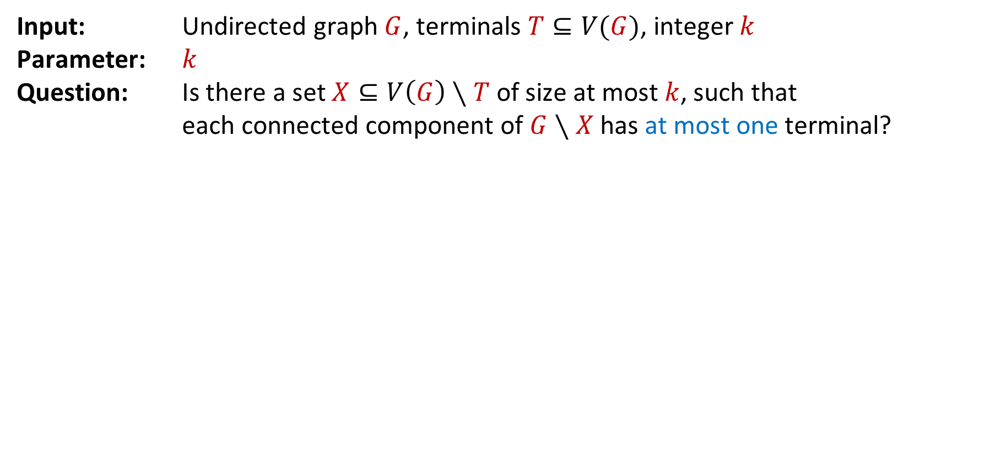 Input: Undirected graph G, terminals T ⊆ V(G), integer k
Parameter: k
Question: Is there a set X ⊆ V(G) \ T of size at most k, such that
each connected component of G \ X has at most one terminal?